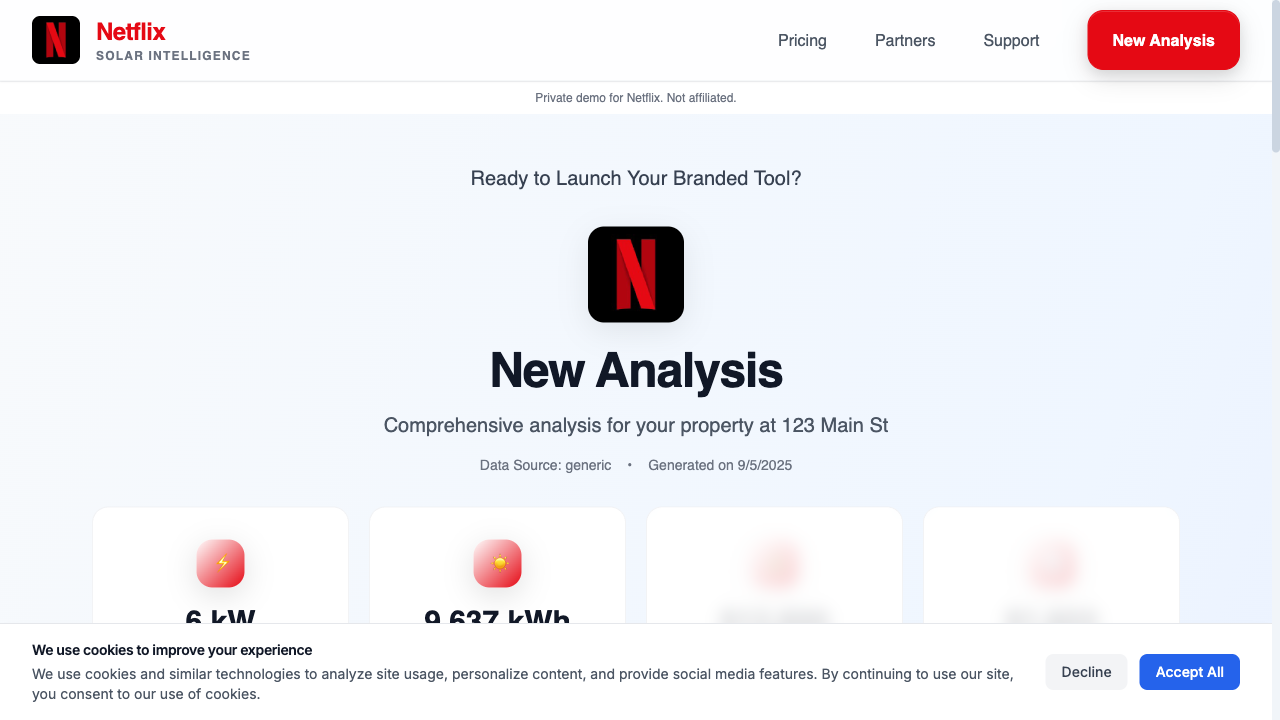 Netflix
SOLAR INTELLIGENCE
Pricing
Partners
Support
New Analysis
Private demo for Netflix. Not affiliated.
Ready to Launch Your Branded Tool?
New Analysis
Comprehensive analysis for your property at 123 Main St
Data Source: generic • Generated on 9/5/2025
6 kW
9,637 kWh
We use cookies to improve your experience
We use cookies and similar technologies to analyze site usage, personalize content, and provide social media features. By continuing to use our site,
you consent to our use of cookies.
Decline
Accept All